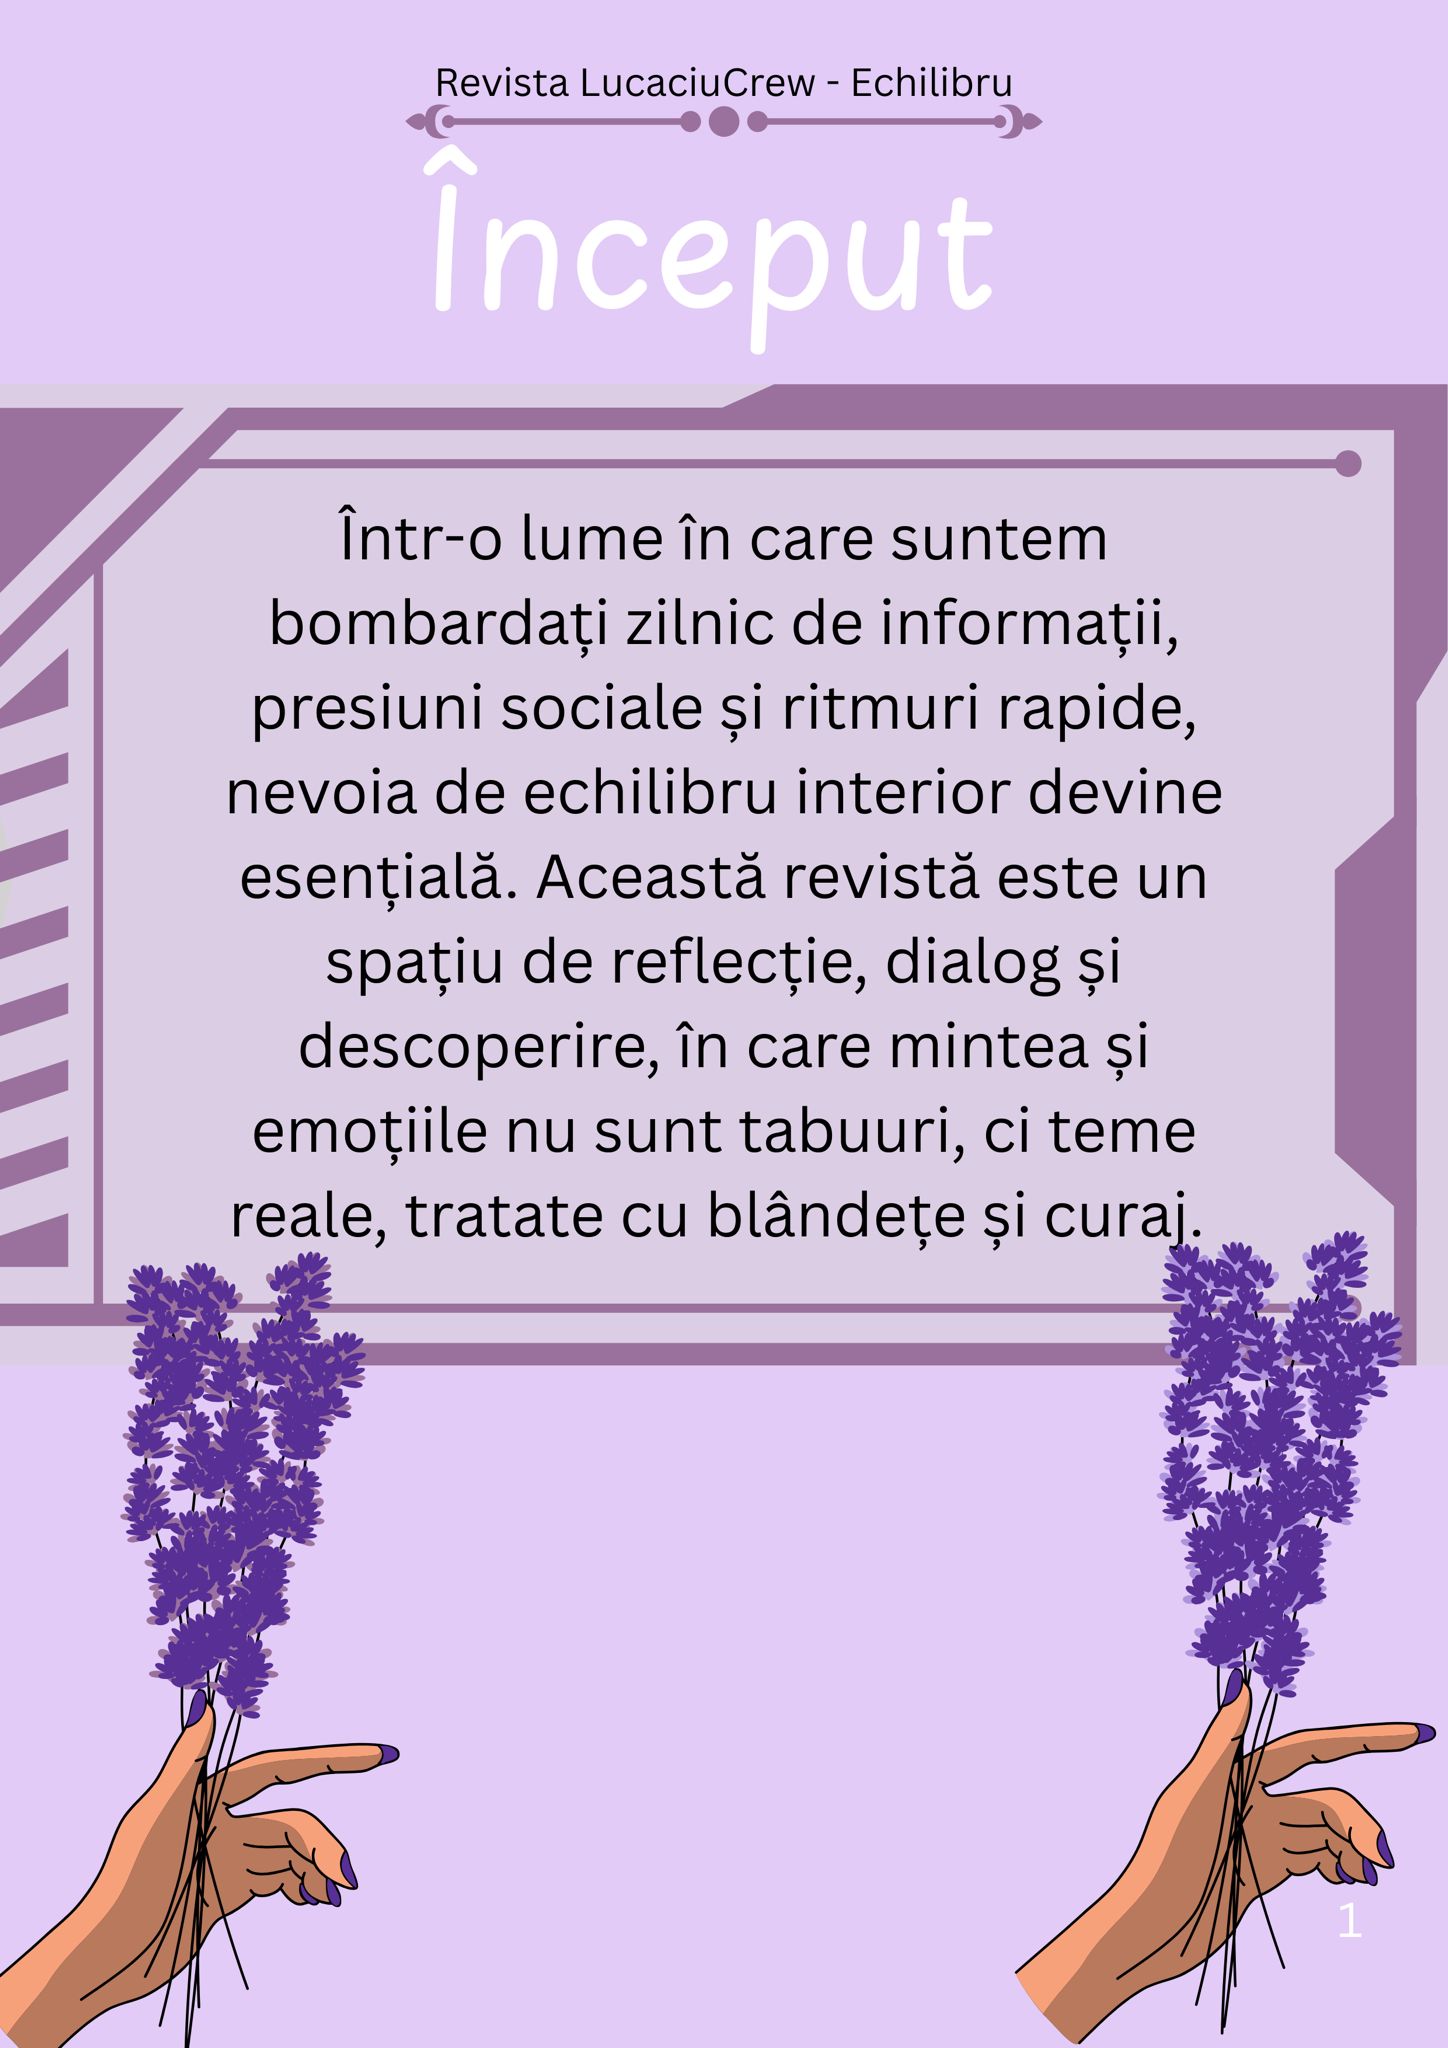 Revista LucaciuCrew - Echilibru
Început
Într-o lume în care suntem
bombardați zilnic de informații,
presiuni sociale și ritmuri rapide,
nevoia de echilibru interior devine
esențială. Această revistă este un
spațiu de reflecție, dialog și
descoperire, în care mintea și
emoțiile nu sunt tabuuri, ci teme
reale, tratate cu blândețe și curaj.
1